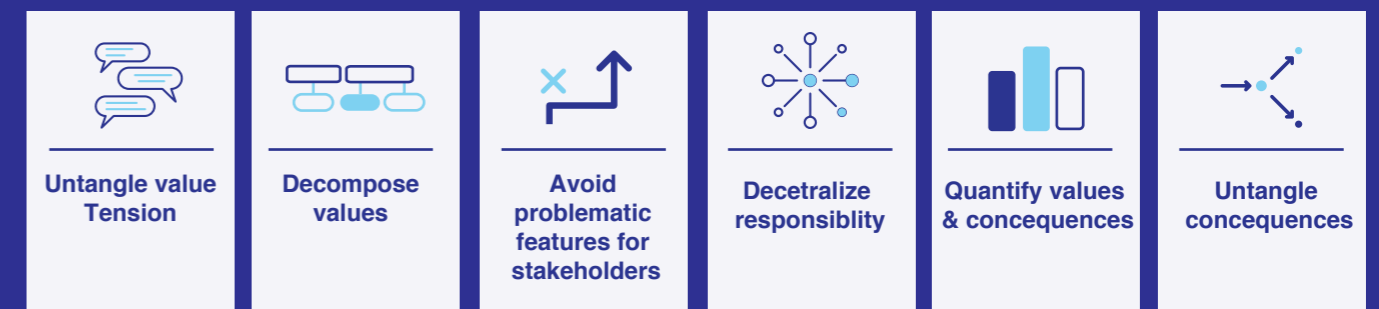 Untangle value
Tension
Decompose
values
Avoid
problematic
features for
stakeholders
Decetralize
responsiblity
Quantify values
& concequences
Untangle
concequences